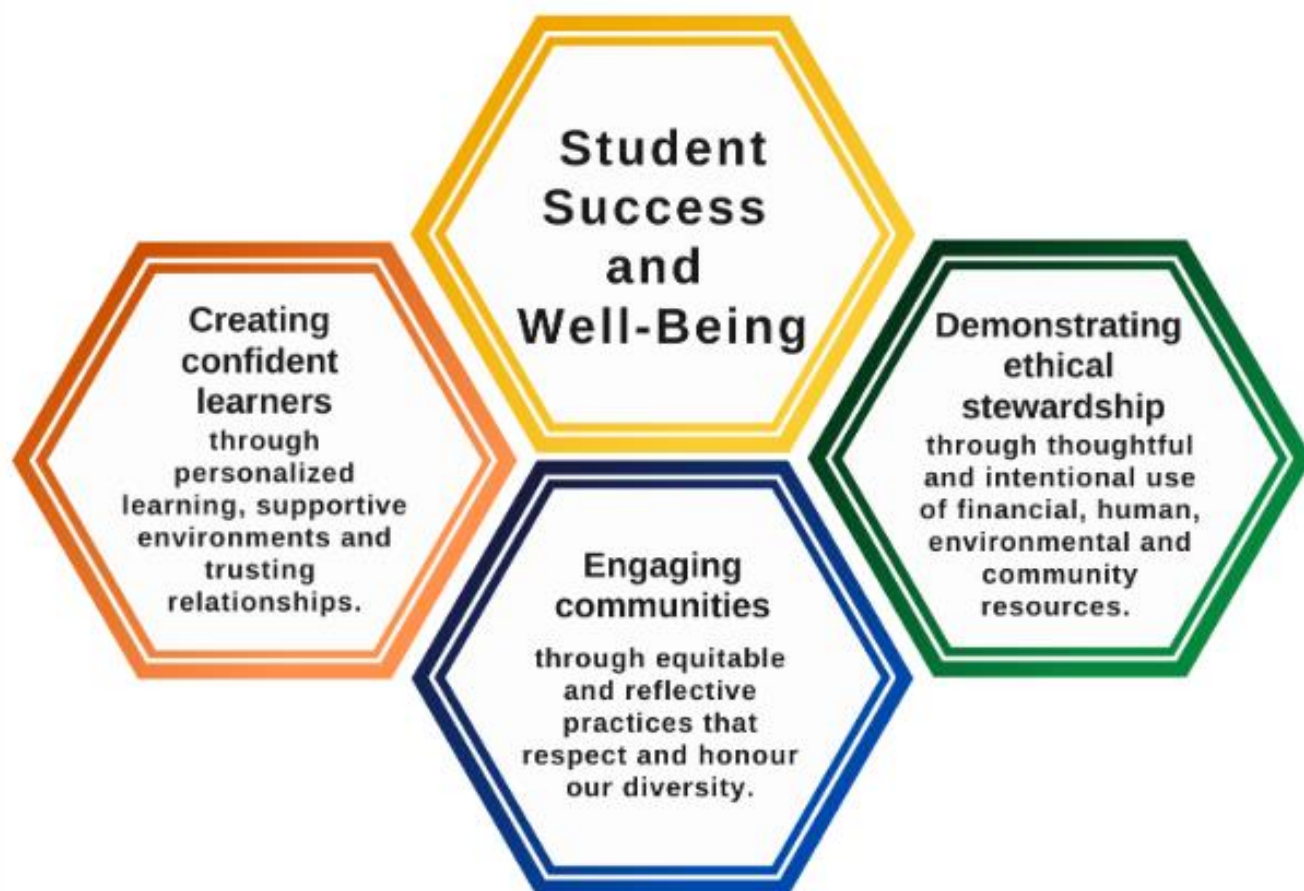 Student
Success
and
Well-Being
Creating
confident
learners
through
personalized
learning, supportive
environments and
trusting
relationships.
Engaging
communities
through equitable
and reflective
practices that
respect and honour
our diversity.
Demonstrating
ethical
stewardship
through thoughtful
and intentional use
of financial, human,
environmental and
community
resources.